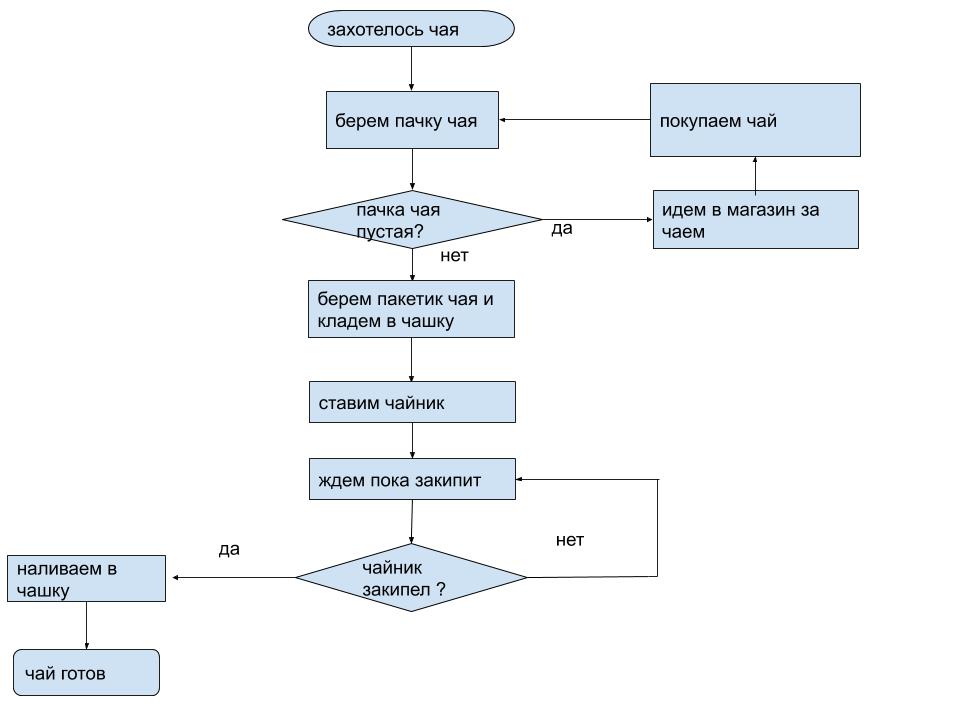 захотелось чая
берем пачку чая
покупаем чай
пачка чая
пустая?
да
идем в магазин за
чаем
нет
берем пакетик чая и
кладем в чашку
ставим чайник
ждем пока закипит
да
нет
чайник
закипел ?
наливаем в
чашку
чай готов